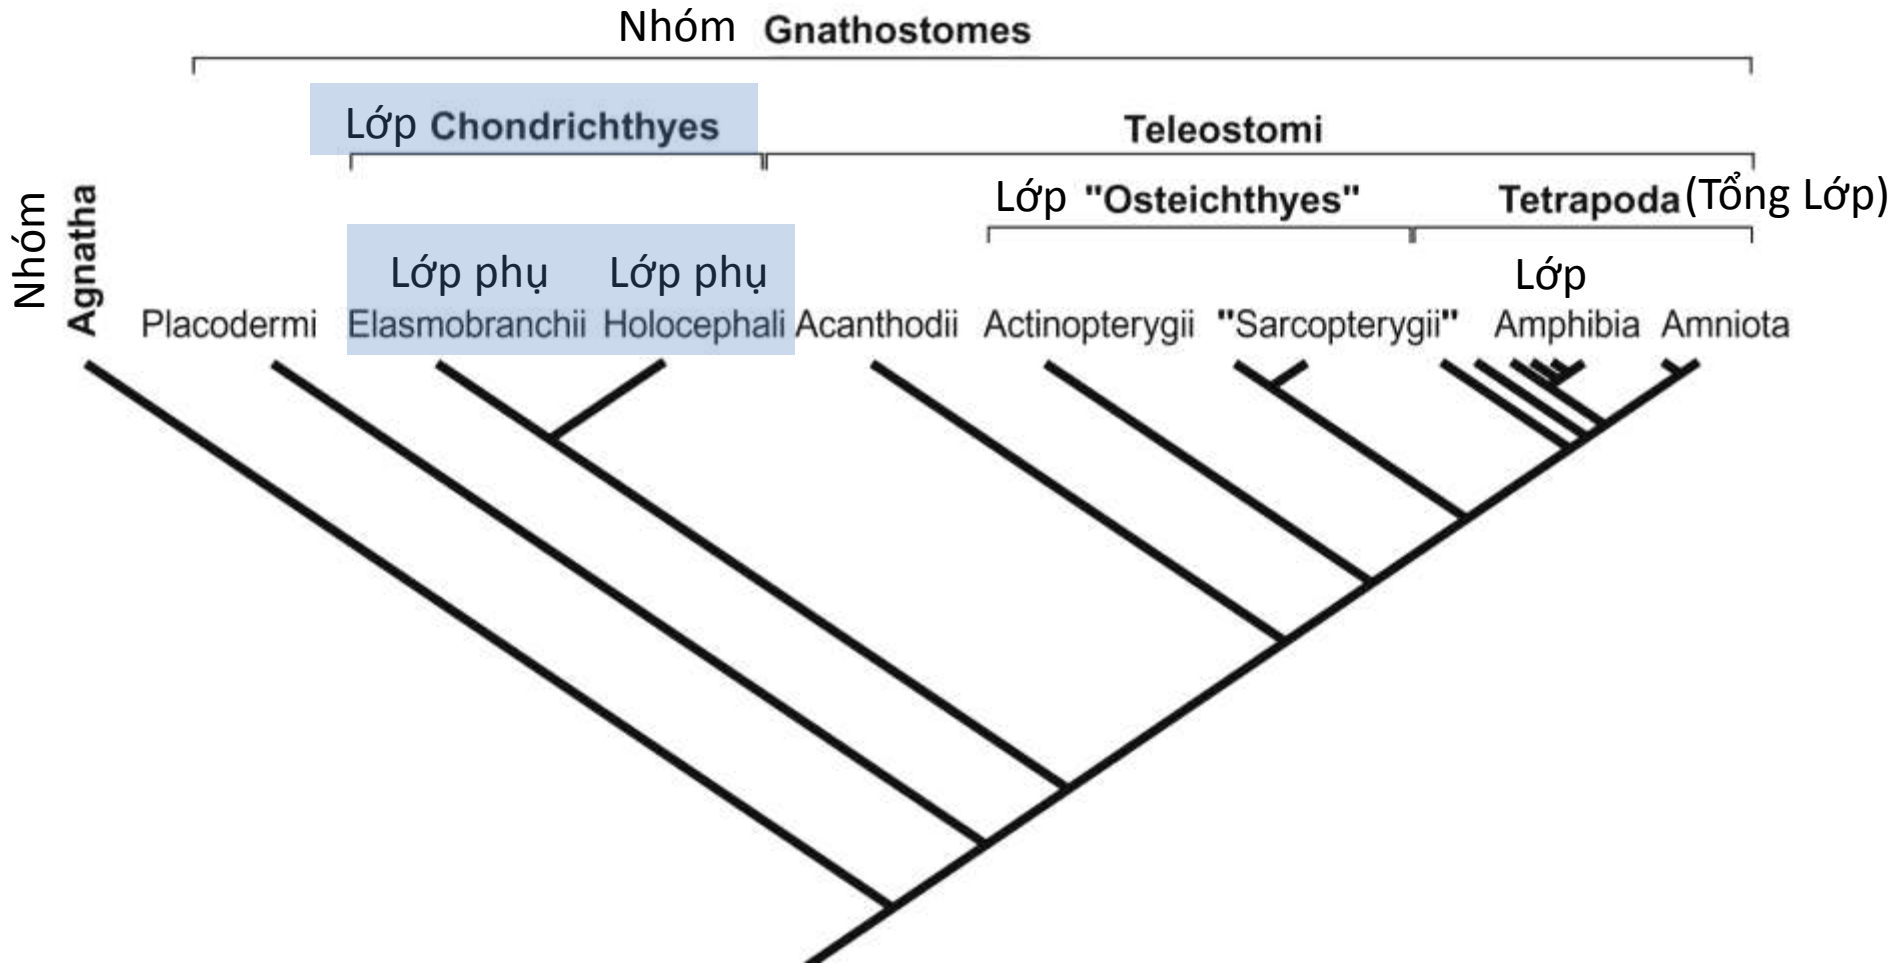 Nhóm Gnathostomes
Lớp Chondrichthyes
Teleostomi
Nhóm Agnatha
Lớp "Osteichthyes"
Tetrapoda (Tổng Lớp)
Lớp phụ Lớp phụ
Lớp
Placodermi Elasmobranchii Holocephali Acanthodii Actinopterygii "Sarcopterygii" Amphibia Amniota